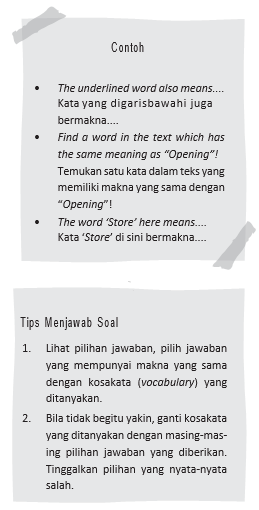 Contoh
• The underlined word also means....
Kata yang digarisbawahi juga
bermakna....
• Find a word in the text which has
the same meaning as “Opening”!
Temukan satu kata dalam teks yang
memiliki makna yang sama dengan
“Opening”!
• The word ‘Store’ here means....
Kata ‘Store’ di sini bermakna....
Tips Menjawab Soal
1. Lihat pilihan jawaban, pilih jawaban
yang mempunyai makna yang sama
dengan kosakata (vocabulary) yang
ditanyakan.
2. Bila tidak begitu yakin, ganti kosakata
yang ditanyakan dengan masing-mas-
ing pilihan jawaban yang diberikan.
Tinggalkan pilihan yang nyata-nyata
salah.